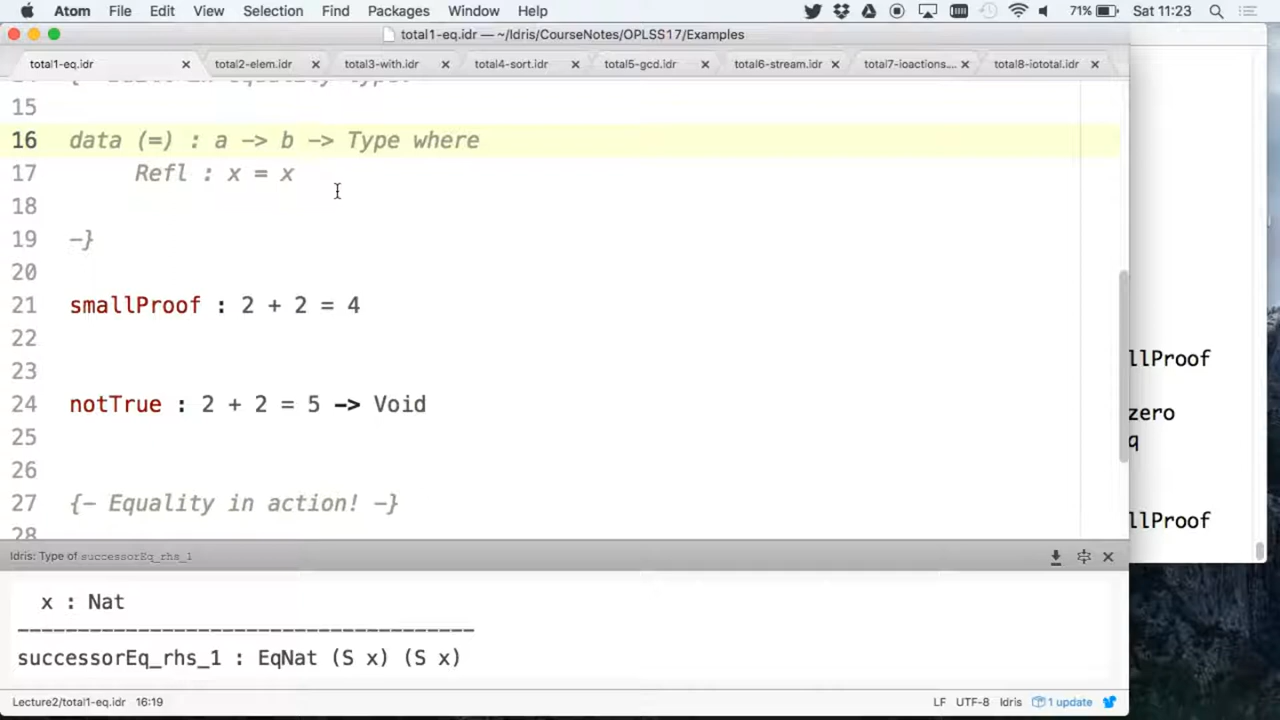 Atom File Edit View Selection Find Packages Window Help 71% Sat 11:23
total1-eq.idr — ~/Idris/CourseNotes/OPLSS17/Examples
total1-eq.idr total2-elem.idr total3-with.idr total4-sort.idr total5-gcd.idr total6-stream.idr total7-ioactions.... total8-iototal.idr
15
16 data (=) : a -> b -> Type where
17 Refl : x = x
18
19 -}
20
21 smallProof : 2 + 2 = 4
22
23
24 notTrue : 2 + 2 = 5 -> Void
25
26
27 {- Equality in action! -}
28
llProof
zero
q
llProof
Idris: Type of successorEq_rhs_1
x : Nat
--------------------------------------
successorEq_rhs_1 : EqNat (S x) (S x)
Lecture2/total1-eq.idr 16:19 LF UTF-8 Idris 1 update